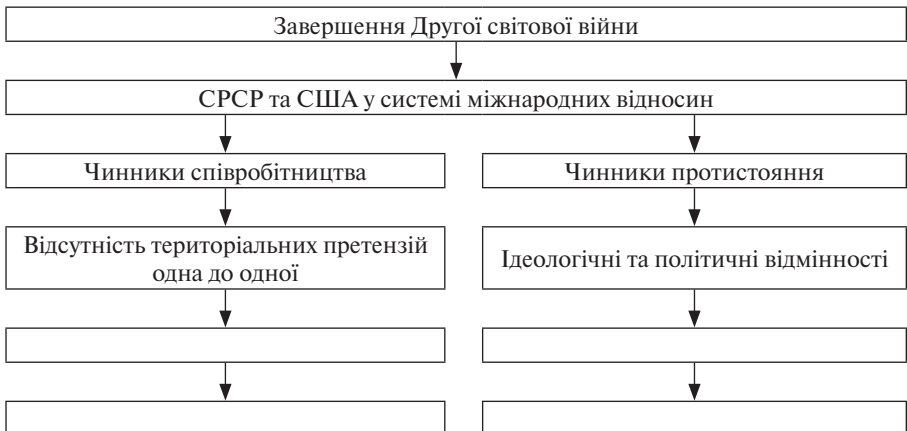 Завершення Другої світової війни
СРСР та США у системі міжнародних відносин
Чинники співробітництва
Чинники протистояння
Відсутність територіальних претензій
одна до одної
Ідеологічні та політичні відмінності